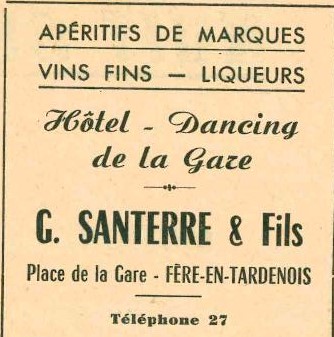 APÉRITIFS DE MARQUES
VINS FINS — LIQUEURS
Hôtel - Dancing
de la Gare
G. SANTERRE & Fils
Place de la Gare - FÈRE-EN-TARDENOIS
Téléphone 27